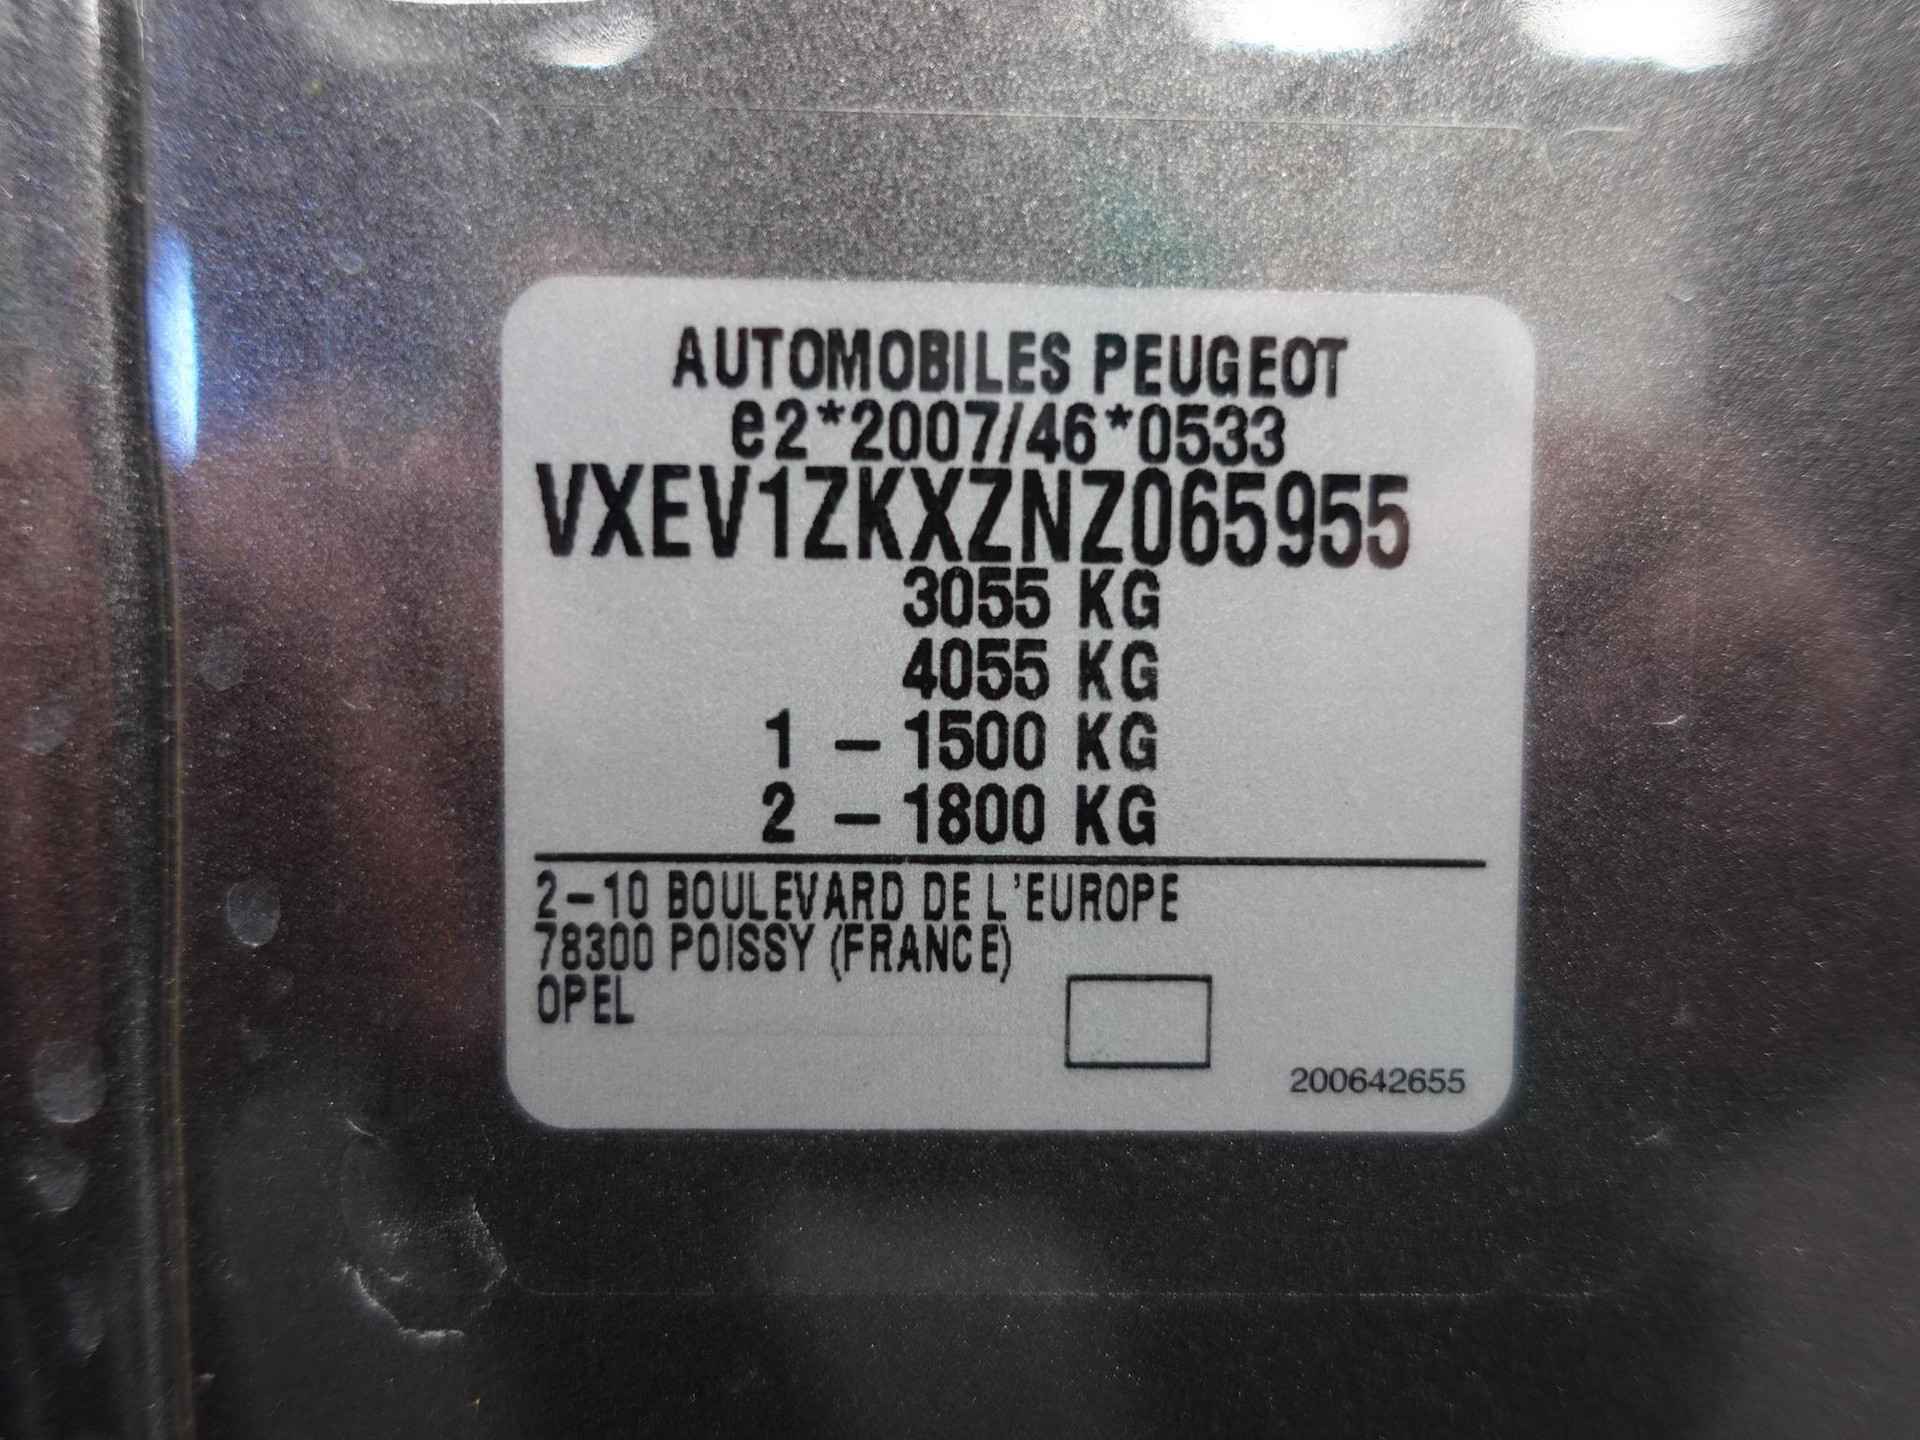 AUTOMOBILES PEUGEOT
e2*2007/46*0533
VXEV1ZKXZNZ065955
3055 KG
4055 KG
1 – 1500 KG
2 – 1800 KG
2–10 BOULEVARD DE L'EUROPE
78300 POISSY (FRANCE)
OPEL
200642655